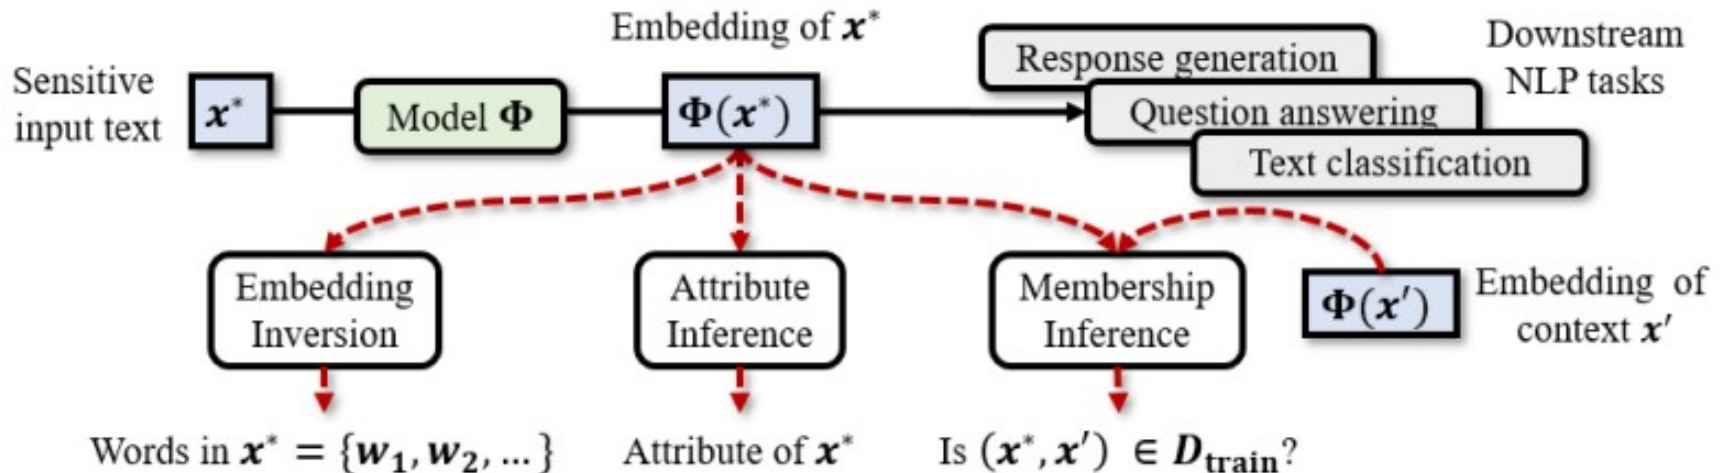 Embedding of x*
Sensitive
input text
x*
Model Φ
Φ(x*)
Response generation
Question answering
Text classification
Downstream
NLP tasks
Embedding
Inversion
Attribute
Inference
Membership
Inference
Φ(x′)
Embedding of
context x′
Words in x* = {w₁, w₂, …}
Attribute of x*
Is (x*, x′) ∈ D_train?